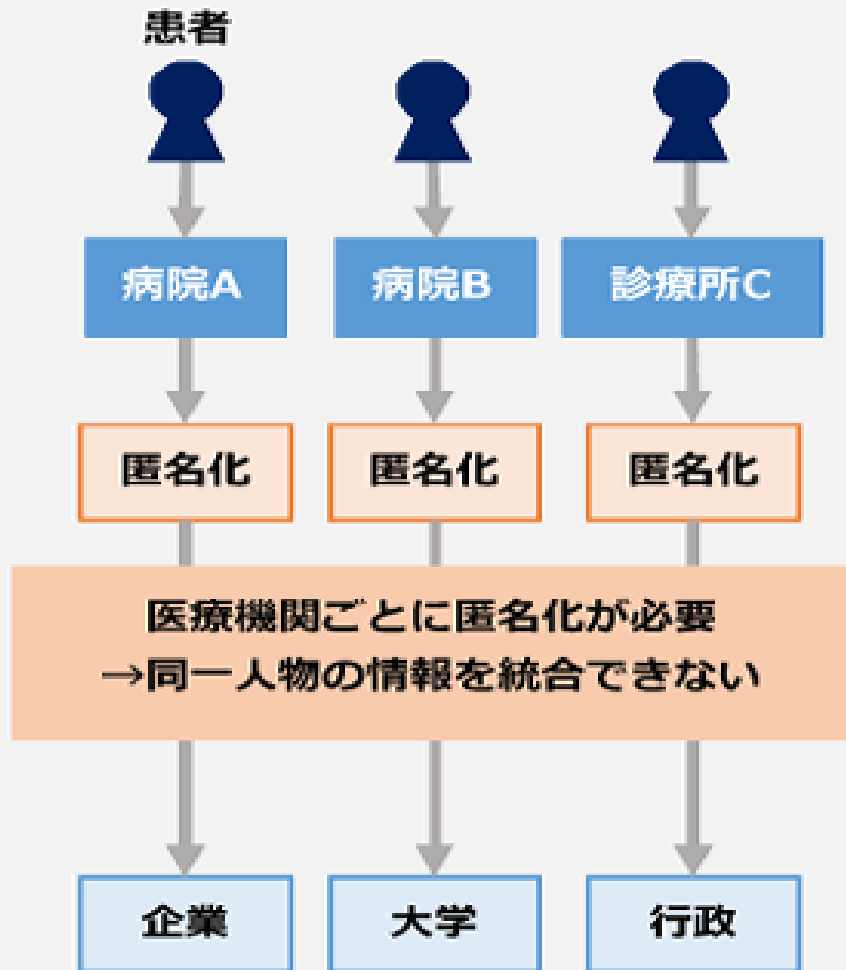 患者
病院A
病院B
診療所C
匿名化
匿名化
匿名化
医療機関ごとに匿名化が必要
→同一人物の情報を統合できない
企業
大学
行政